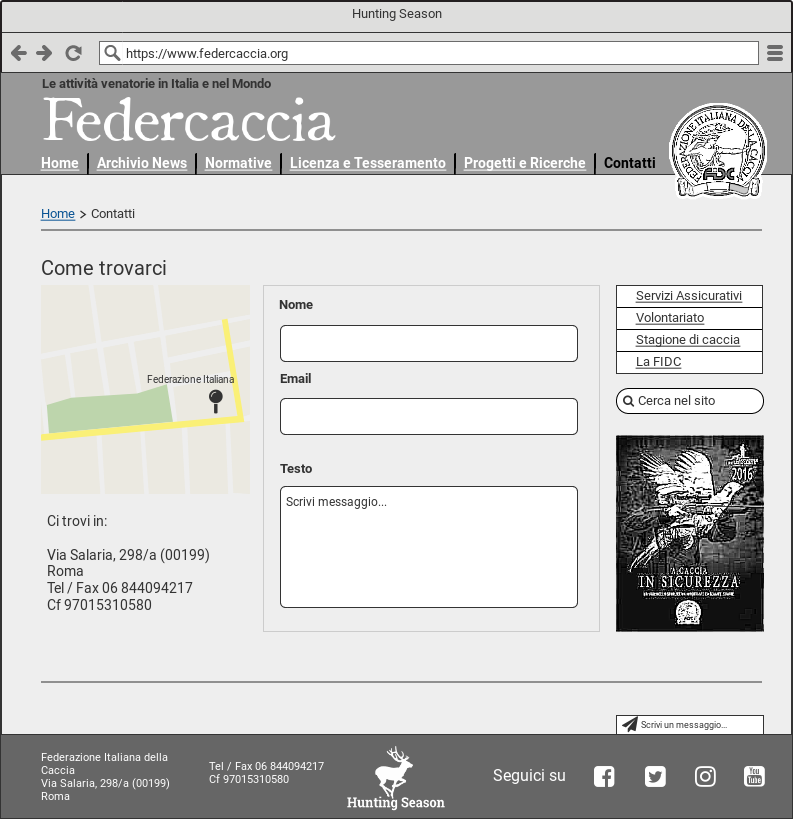 Hunting Season
https://www.federcaccia.org
Le attività venatorie in Italia e nel Mondo
Federcaccia
Home Archivio News Normative Licenza e Tesseramento Progetti e Ricerche Contatti
FEDERAZIONE ITALIANA DELLA CACCIA
FIDC
Home > Contatti
Come trovarci
Federazione Italiana
Ci trovi in:
Via Salaria, 298/a (00199)
Roma
Tel / Fax 06 844094217
Cf 97015310580
Nome
Email
Testo
Scrivi messaggio...
Servizi Assicurativi
Volontariato
Stagione di caccia
La FIDC
Cerca nel sito
2016
A CACCIA
IN SICUREZZA
Scrivi un messaggio...
Federazione Italiana della
Caccia
Via Salaria, 298/a (00199)
Roma
Tel / Fax 06 844094217
Cf 97015310580
Hunting Season
Seguici su
You
Tube